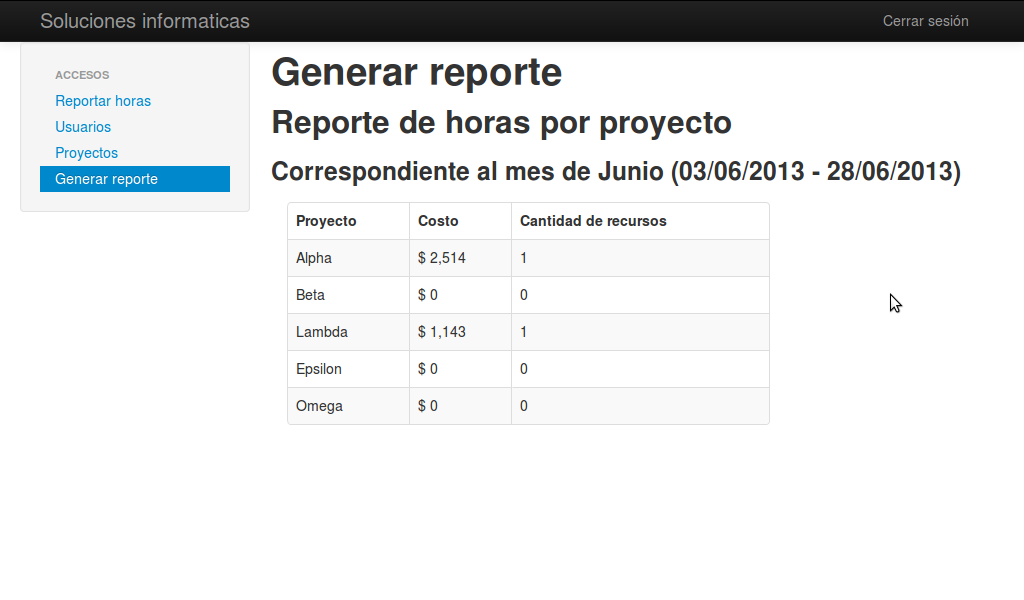 Soluciones informaticas
Cerrar sesión
ACCESOS
Reportar horas
Usuarios
Proyectos
Generar reporte
Generar reporte
Reporte de horas por proyecto
Correspondiente al mes de Junio (03/06/2013 - 28/06/2013)
Proyecto Costo Cantidad de recursos
Alpha $ 2,514 1
Beta $ 0 0
Lambda $ 1,143 1
Epsilon $ 0 0
Omega $ 0 0